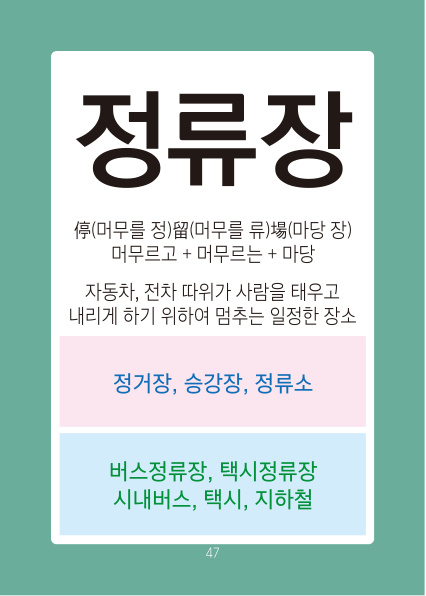 정류장
停(머무를 정)留(머무를 류)場(마당 장)
머무르고 + 머무르는 + 마당
자동차, 전차 따위가 사람을 태우고
내리게 하기 위하여 멈추는 일정한 장소
정거장, 승강장, 정류소
버스정류장, 택시정류장
시내버스, 택시, 지하철
47